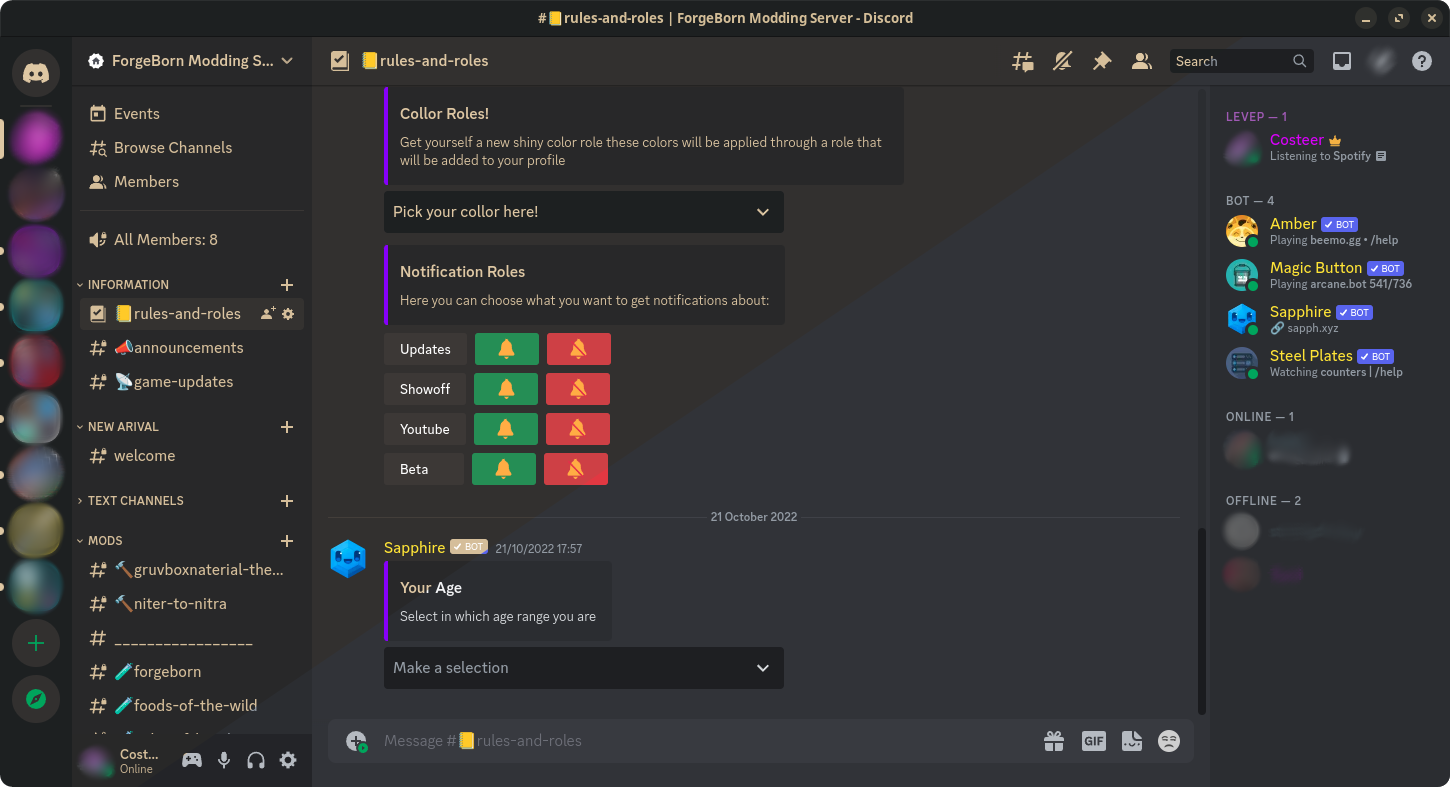 #📒rules-and-roles | ForgeBorn Modding Server - Discord
ForgeBorn Modding S...
Events
Browse Channels
Members
All Members: 8
INFORMATION
📒rules-and-roles
📣announcements
📡game-updates
NEW ARIVAL
welcome
TEXT CHANNELS
MODS
🔨gruvboxnaterial-the...
🔨niter-to-nitra
_________________
🧪forgeborn
🧪foods-of-the-wild
Cost...
Online
📒rules-and-roles
Search
Collor Roles!
Get yourself a new shiny color role these colors will be applied through a role that
will be added to your profile
Pick your collor here!
Notification Roles
Here you can choose what you want to get notifications about:
Updates
Showoff
Youtube
Beta
21 October 2022
Sapphire ✔ BOT 21/10/2022 17:57
Your Age
Select in which age range you are
Make a selection
Message #📒rules-and-roles
GIF
LEVEP — 1
Costeer
Listening to Spotify
BOT — 4
Amber ✔ BOT
Playing beemo.gg • /help
Magic Button ✔ BOT
Playing arcane.bot 541/736
Sapphire ✔ BOT
🔗 sapph.xyz
Steel Plates ✔ BOT
Watching counters | /help
ONLINE — 1
OFFLINE — 2